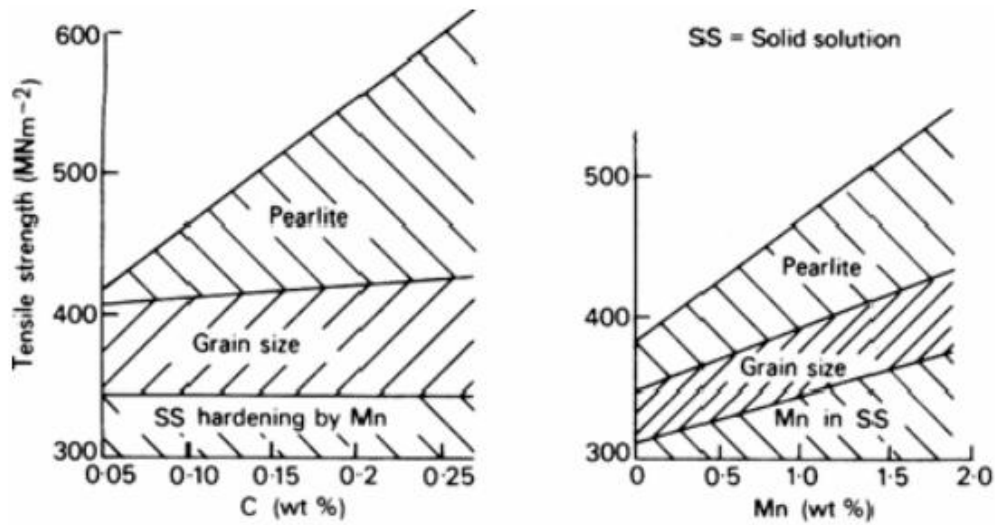 SS = Solid solution
Tensile strength (MNm⁻²)
600
500
400
300
Pearlite
Grain size
SS hardening by Mn
0·05
0·10
0·15
0·2
0·25
C (wt %)
500
400
300
Pearlite
Grain size
Mn in SS
0
0·5
1·0
1·5
2·0
Mn (wt %)